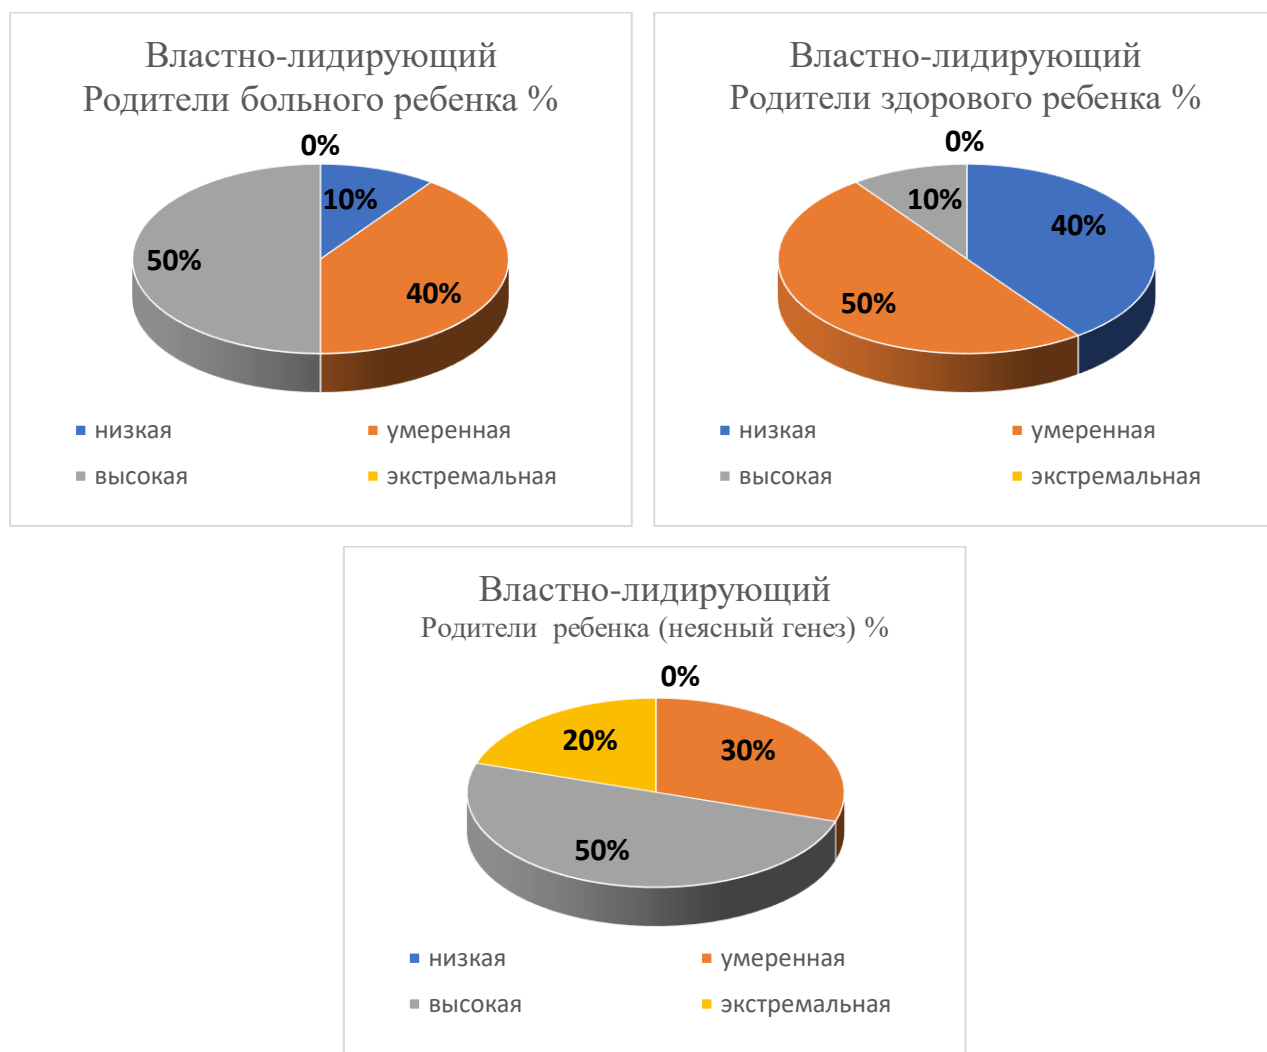 Властно-лидирующий
Родители больного ребенка %
0%
10%
50%
40%
низкая
умеренная
высокая
экстремальная
Властно-лидирующий
Родители здорового ребенка %
0%
10%
40%
50%
низкая
умеренная
высокая
экстремальная
Властно-лидирующий
Родители ребенка (неясный генез) %
0%
20%
30%
50%
низкая
умеренная
высокая
экстремальная